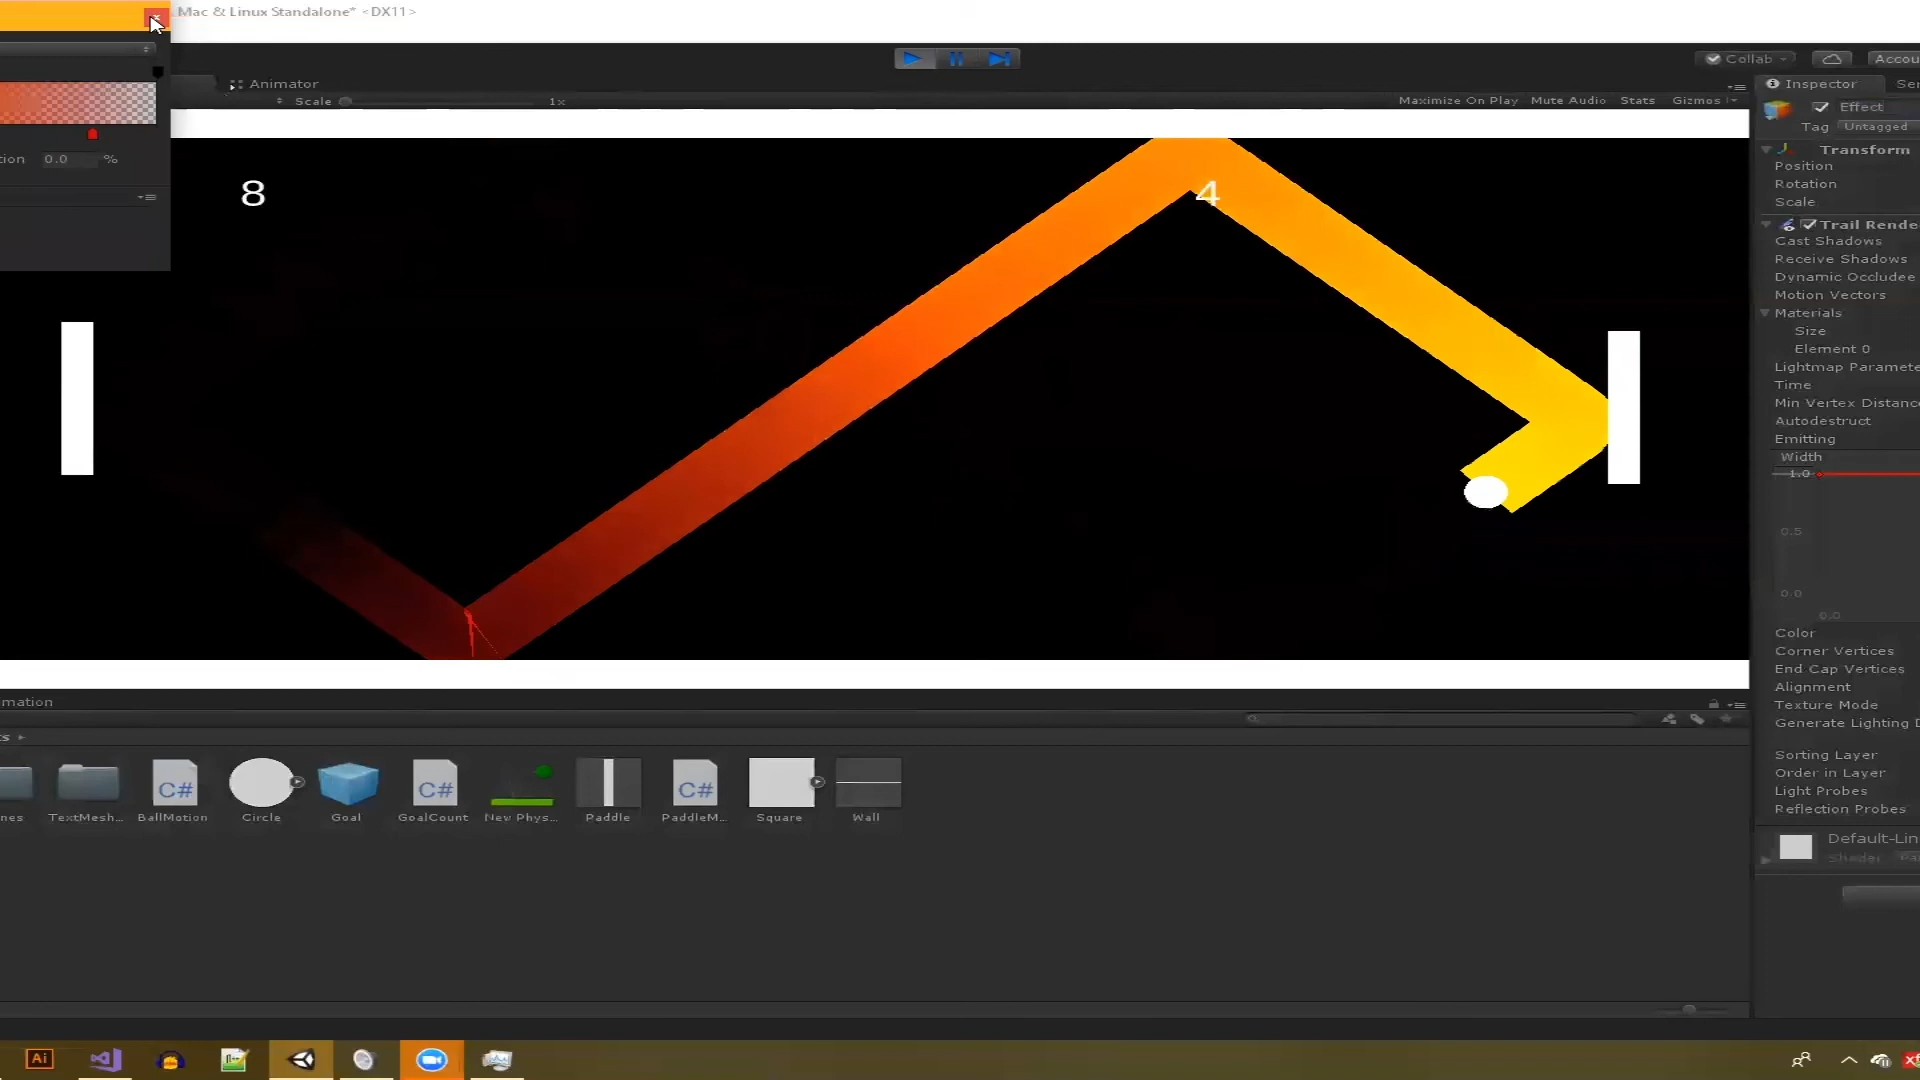 Mac & Linux Standalone* <DX11>
Collab
Accou
Animator
Inspector
Ser
Scale
1x
Maximize On Play
Mute Audio
Stats
Gizmos
Effect
Tag
Untagged
tion
0.0
%
8
4
Transform
Position
Rotation
Scale
Trail Rende
Cast Shadows
Receive Shadows
Dynamic Occludee
Motion Vectors
Materials
Size
Element 0
Lightmap Paramete
Time
Min Vertex Distanc
Autodestruct
Emitting
Width
1.0
0.5
0.0
0.0
Color
Corner Vertices
End Cap Vertices
Alignment
Texture Mode
Generate Lighting D
Sorting Layer
Order in Layer
Light Probes
Reflection Probes
Default-Lin
Shader
mation
ts
nes
TextMesh...
BallMotion
Circle
Goal
GoalCount
New Phys...
Paddle
PaddleM...
Square
Wall
C#
C#
C#
Ai